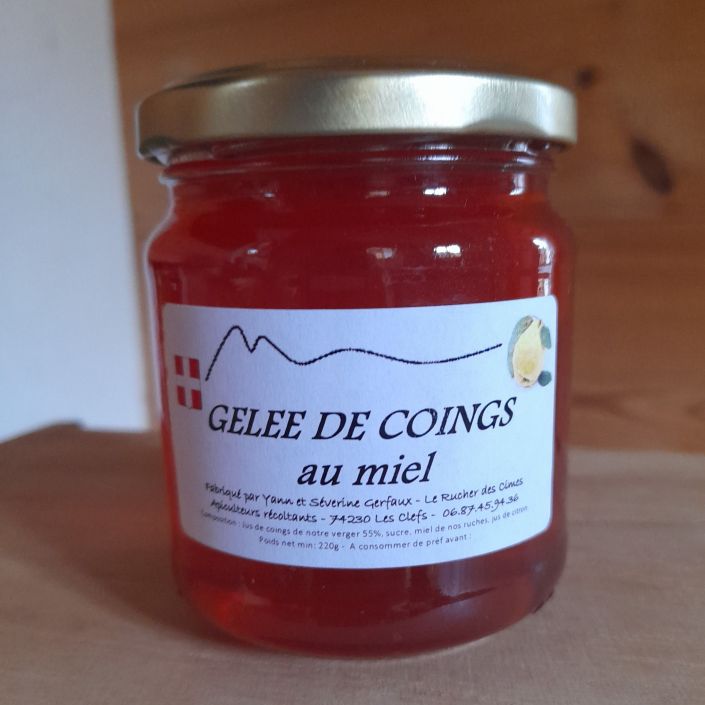 GELEE DE COINGS
au miel
Fabriqué par Yann et Séverine Gerfaux - Le Rucher des Cimes
Apiculteurs récoltants - 74230 Les Clefs - 06.87.45.94.36
Composition : Jus de coings de notre verger 55%, sucre, miel de nos ruches, jus de citron
Poids net min: 220g - A consommer de préf avant :